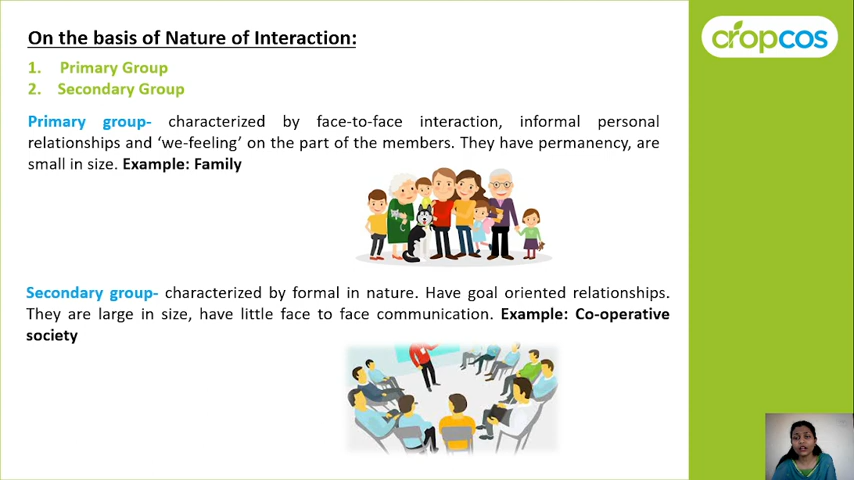 On the basis of Nature of Interaction:
cropcos
1. Primary Group
2. Secondary Group
Primary group- characterized by face-to-face interaction, informal personal
relationships and ‘we-feeling’ on the part of the members. They have permanency, are
small in size. Example: Family
Secondary group- characterized by formal in nature. Have goal oriented relationships.
They are large in size, have little face to face communication. Example: Co-operative
society